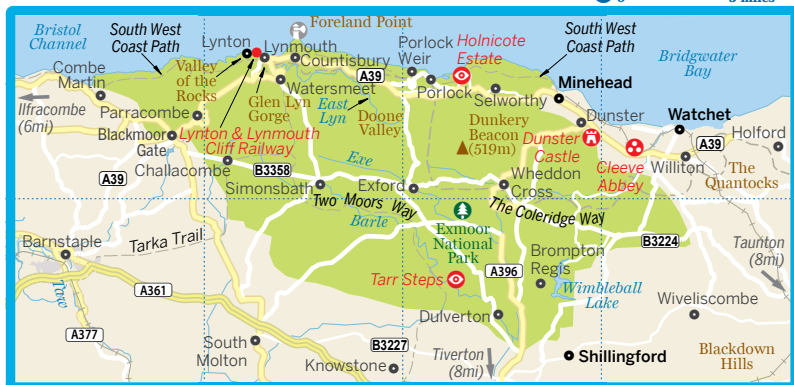 Bristol
Channel
South West
Coast Path
Foreland Point
Lynton
Lynmouth
Countisbury
Porlock
Weir
Holnicote
Estate
South West
Coast Path
Bridgwater
Bay
Combe
Martin
Valley
of the
Rocks
A39
Minehead
Ilfracombe
(6mi)
Watersmeet
Porlock
Selworthy
Parracombe
Glen Lyn
Gorge
East
Lyn
Doone
Valley
Dunkery
Beacon
(519m)
Dunster
Watchet
Blackmoor
Gate
Lynton & Lynmouth
Cliff Railway
Dunster
Castle
Cleeve
Abbey
A39
Holford
Williton
Challacombe
B3358
Exe
A39
Simonsbath
Exford
Wheddon
Cross
The
Quantocks
Two Moors Way
The Coleridge Way
Barle
Exmoor
National
Park
Barnstaple
Tarka Trail
B3224
Brompton
Regis
Taunton
(8mi)
Tarr Steps
A396
Wimbleball
Lake
A361
Taw
Wiveliscombe
Dulverton
A377
South
Molton
B3227
Knowstone
Tiverton
(8mi)
Shillingford
Blackdown
Hills